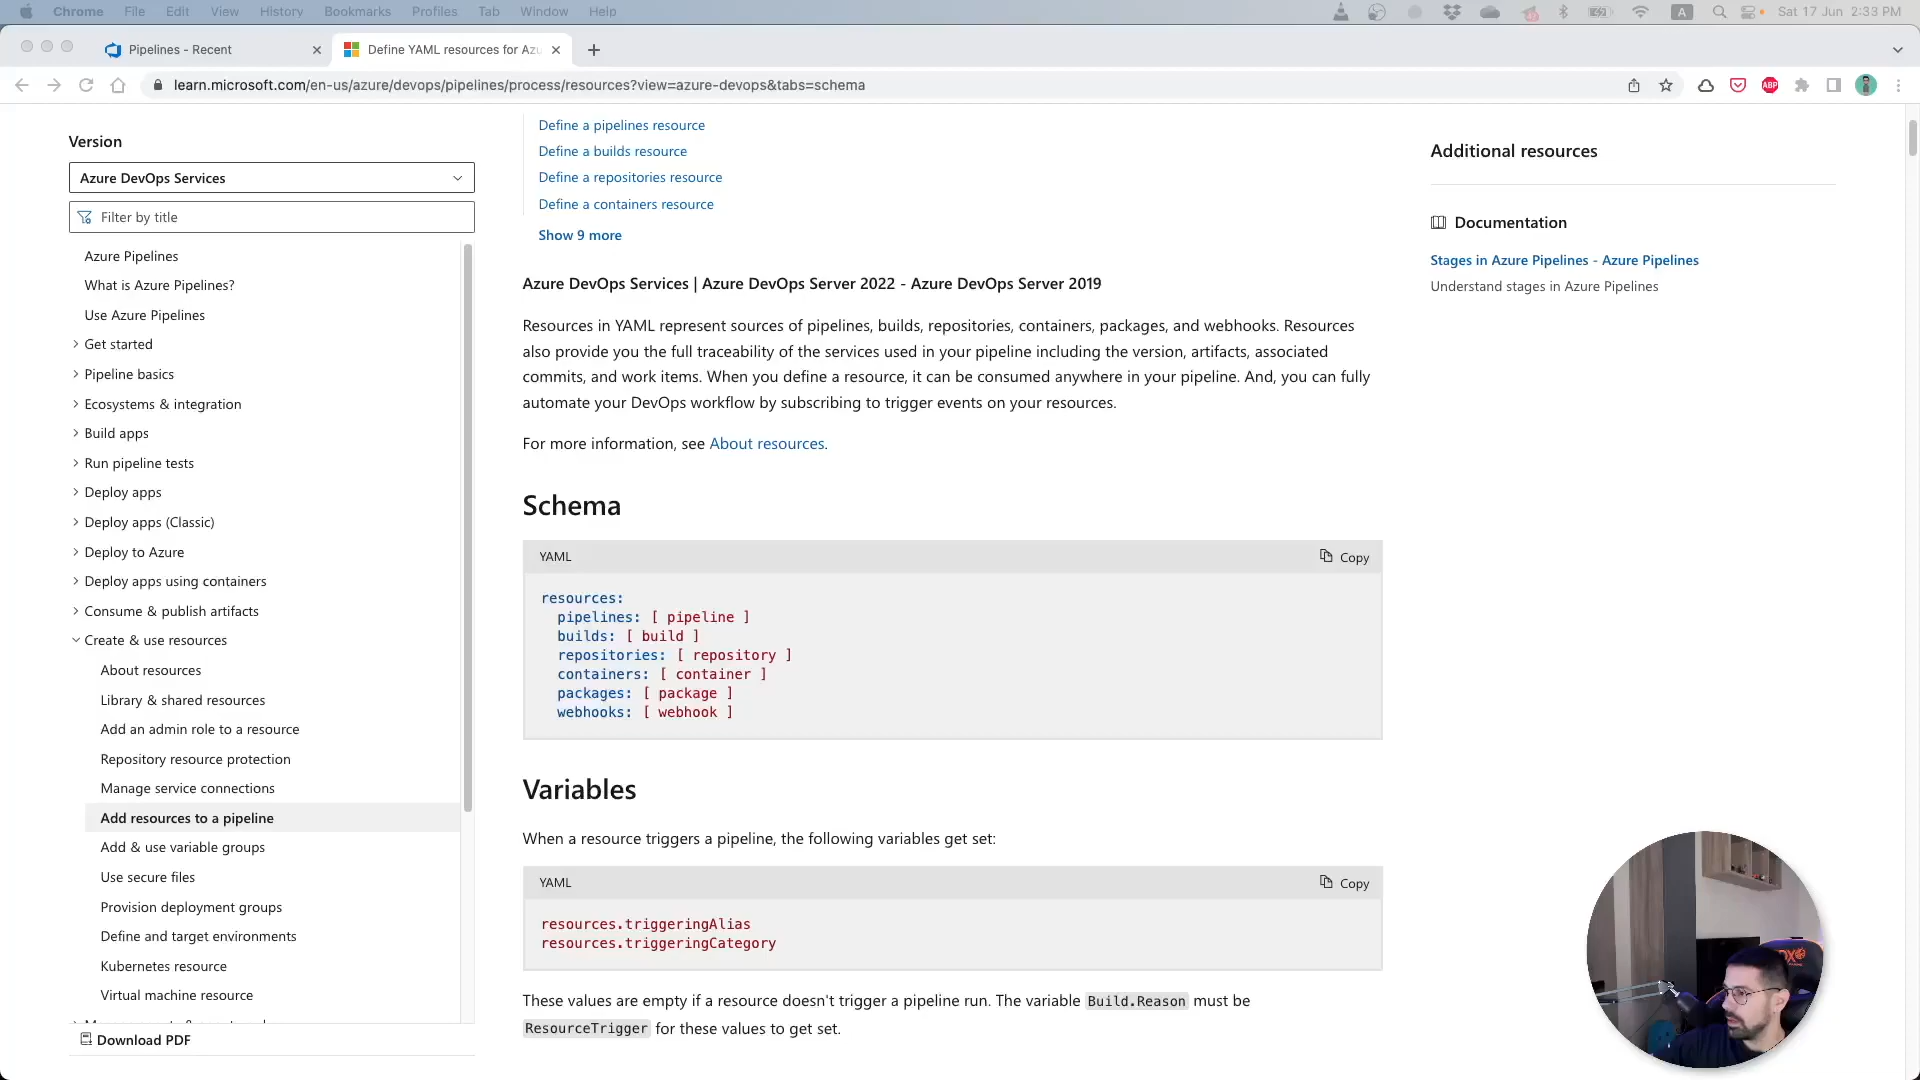 Chrome File Edit View History Bookmarks Profiles Tab Window Help
A
Sat 17 Jun 2:33 PM
Pipelines - Recent
Define YAML resources for Azu
learn.microsoft.com/en-us/azure/devops/pipelines/process/resources?view=azure-devops&tabs=schema
ABP
Version
Azure DevOps Services
Filter by title
Azure Pipelines
What is Azure Pipelines?
Use Azure Pipelines
Get started
Pipeline basics
Ecosystems & integration
Build apps
Run pipeline tests
Deploy apps
Deploy apps (Classic)
Deploy to Azure
Deploy apps using containers
Consume & publish artifacts
Create & use resources
About resources
Library & shared resources
Add an admin role to a resource
Repository resource protection
Manage service connections
Add resources to a pipeline
Add & use variable groups
Use secure files
Provision deployment groups
Define and target environments
Kubernetes resource
Virtual machine resource
Download PDF
Define a pipelines resource
Define a builds resource
Define a repositories resource
Define a containers resource
Show 9 more
Azure DevOps Services | Azure DevOps Server 2022 - Azure DevOps Server 2019
Resources in YAML represent sources of pipelines, builds, repositories, containers, packages, and webhooks. Resources
also provide you the full traceability of the services used in your pipeline including the version, artifacts, associated
commits, and work items. When you define a resource, it can be consumed anywhere in your pipeline. And, you can fully
automate your DevOps workflow by subscribing to trigger events on your resources.
For more information, see About resources.
Schema
YAML
Copy
resources:
pipelines: [ pipeline ]
builds: [ build ]
repositories: [ repository ]
containers: [ container ]
packages: [ package ]
webhooks: [ webhook ]
Variables
When a resource triggers a pipeline, the following variables get set:
YAML
Copy
resources.triggeringAlias
resources.triggeringCategory
These values are empty if a resource doesn't trigger a pipeline run. The variable Build.Reason must be
ResourceTrigger for these values to get set.
Additional resources
Documentation
Stages in Azure Pipelines - Azure Pipelines
Understand stages in Azure Pipelines